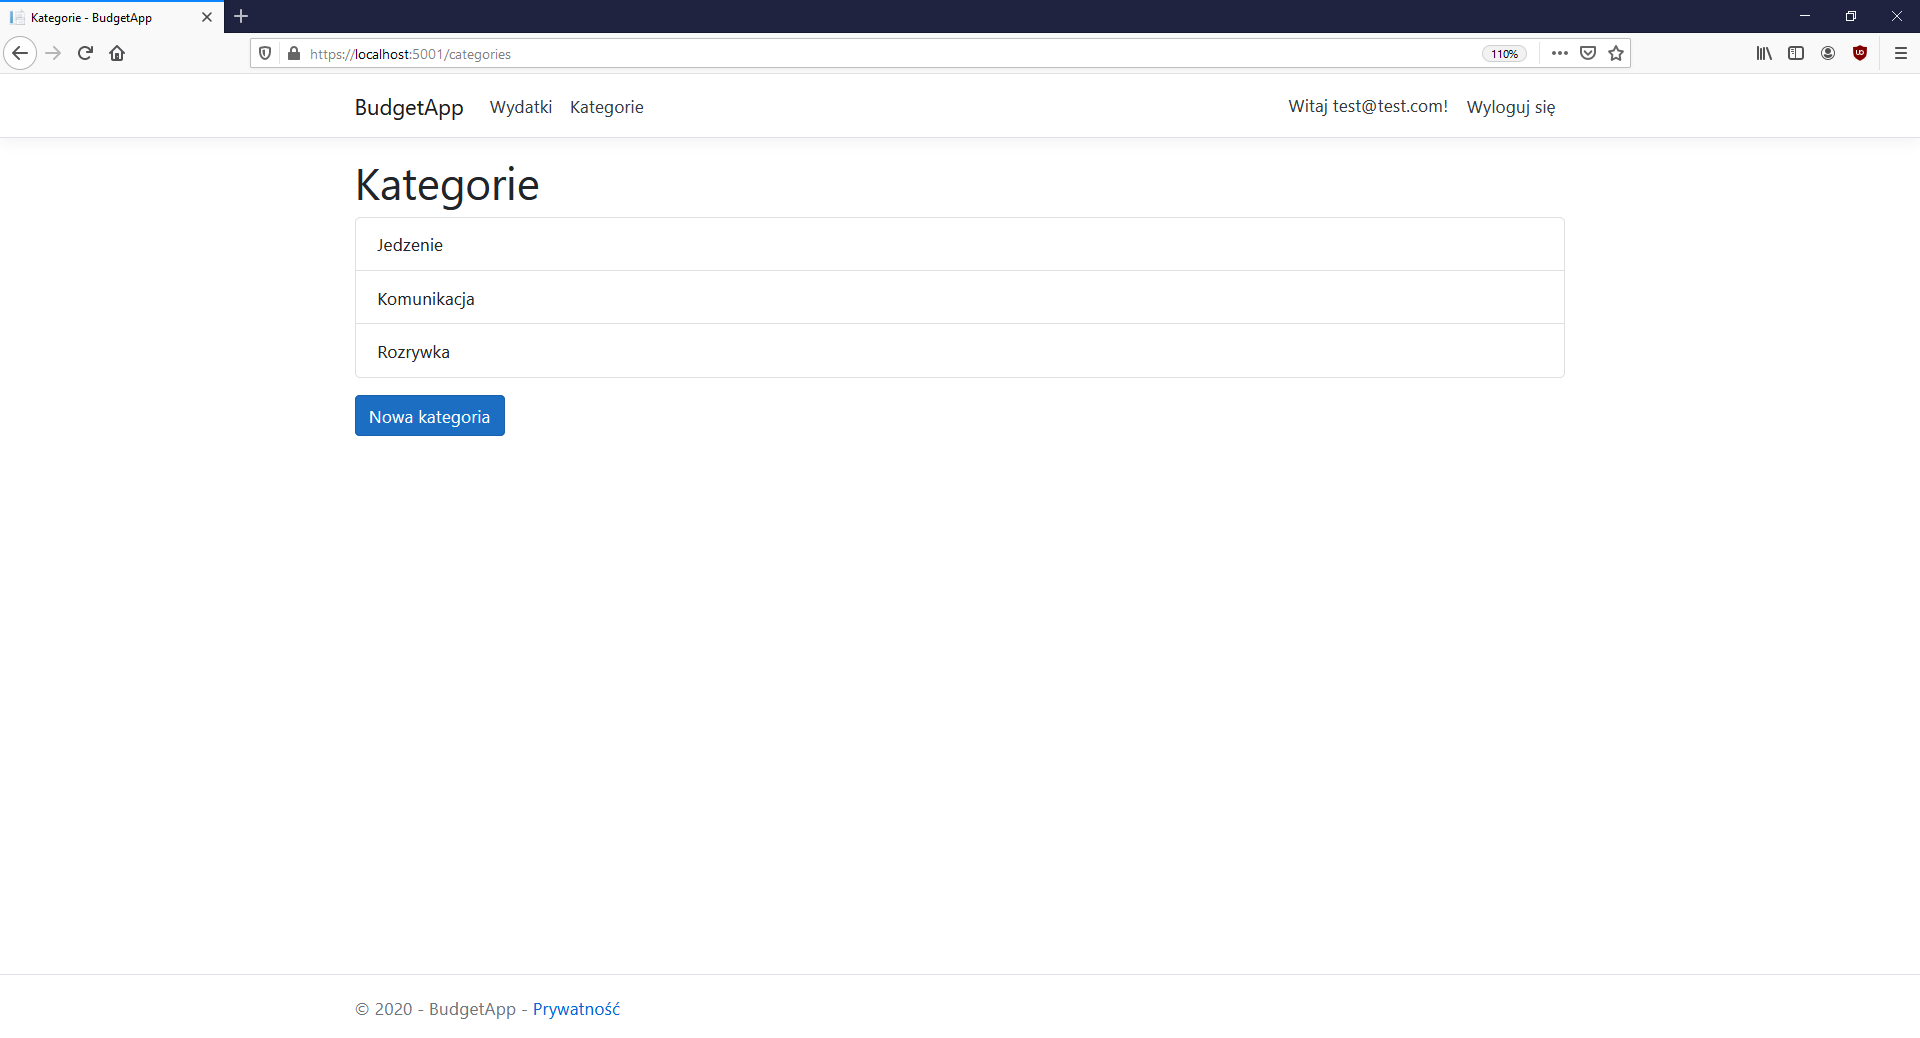 Kategorie - BudgetApp
https://localhost:5001/categories
110%
BudgetApp
Wydatki
Kategorie
Witaj test@test.com!
Wyloguj się
Kategorie
Jedzenie
Komunikacja
Rozrywka
Nowa kategoria
© 2020 - BudgetApp - Prywatność